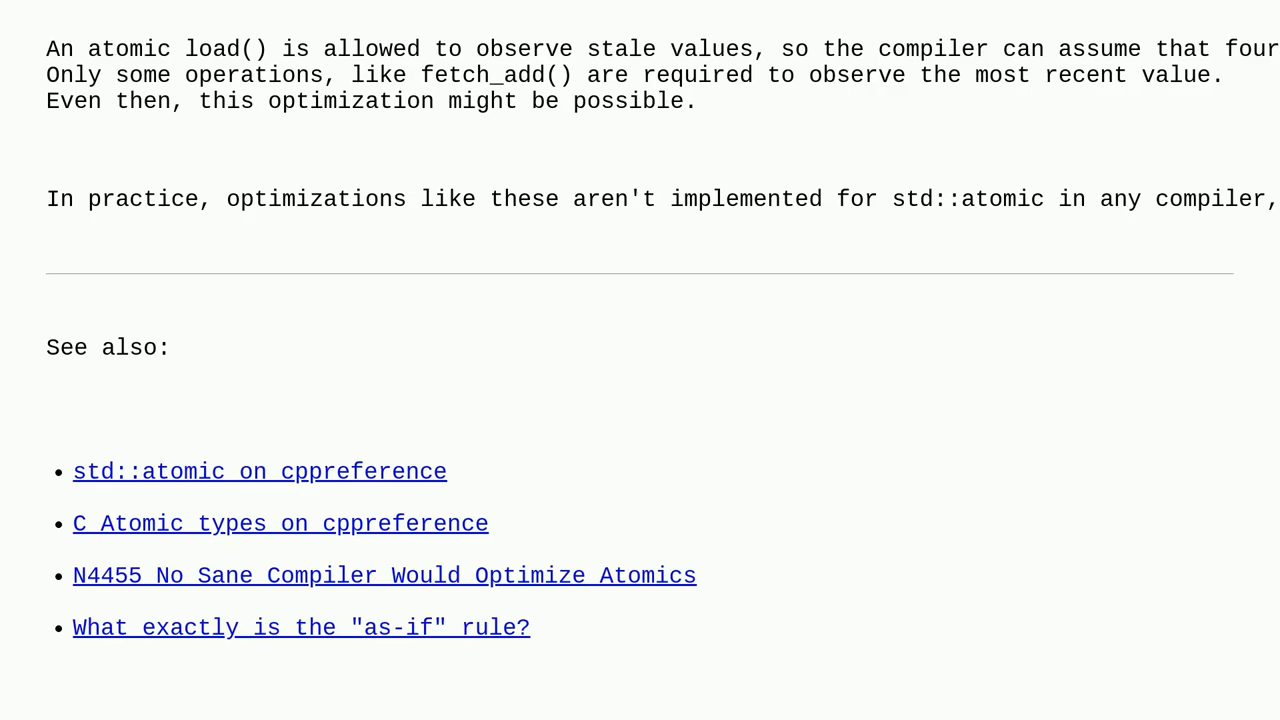 An atomic load() is allowed to observe stale values, so the compiler can assume that four
Only some operations, like fetch_add() are required to observe the most recent value.
Even then, this optimization might be possible.
In practice, optimizations like these aren't implemented for std::atomic in any compiler,
See also:
• std::atomic on cppreference
• C Atomic types on cppreference
• N4455 No Sane Compiler Would Optimize Atomics
• What exactly is the "as-if" rule?